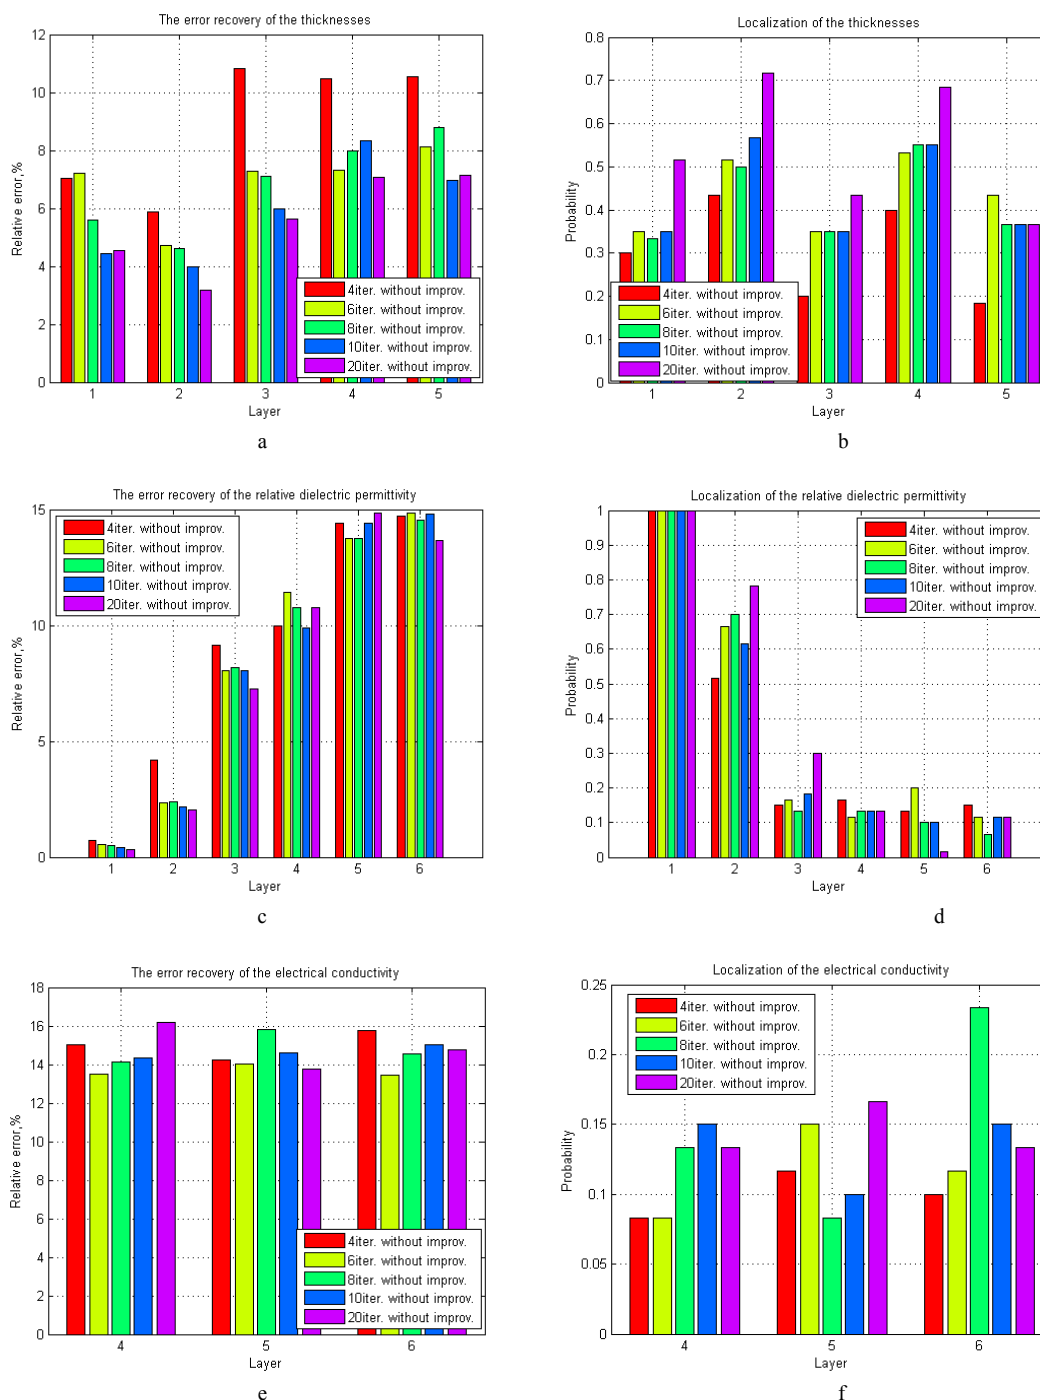 The error recovery of the thicknesses
12
10
8
6
4
2
0
Relative error,%
4iter. without improv.
6iter. without improv.
8iter. without improv.
10iter. without improv.
20iter. without improv.
1 2 3 4 5
Layer
a
Localization of the thicknesses
0.8
0.7
0.6
0.5
0.4
0.3
0.2
0.1
0
Probability
4iter. without improv.
6iter. without improv.
8iter. without improv.
10iter. without improv.
20iter. without improv.
1 2 3 4 5
Layer
b
The error recovery of the relative dielectric permittivity
15
10
5
0
Relative error,%
4iter. without improv.
6iter. without improv.
8iter. without improv.
10iter. without improv.
20iter. without improv.
1 2 3 4 5 6
Layer
c
Localization of the relative dielectric permittivity
1
0.9
0.8
0.7
0.6
0.5
0.4
0.3
0.2
0.1
0
Probability
4iter. without improv.
6iter. without improv.
8iter. without improv.
10iter. without improv.
20iter. without improv.
1 2 3 4 5 6
Layer
d
The error recovery of the electrical conductivity
18
16
14
12
10
8
6
4
2
0
Relative error,%
4iter. without improv.
6iter. without improv.
8iter. without improv.
10iter. without improv.
20iter. without improv.
4 5 6
Layer
e
Localization of the electrical conductivity
0.25
0.2
0.15
0.1
0.05
0
Probability
4iter. without improv.
6iter. without improv.
8iter. without improv.
10iter. without improv.
20iter. without improv.
4 5 6
Layer
f